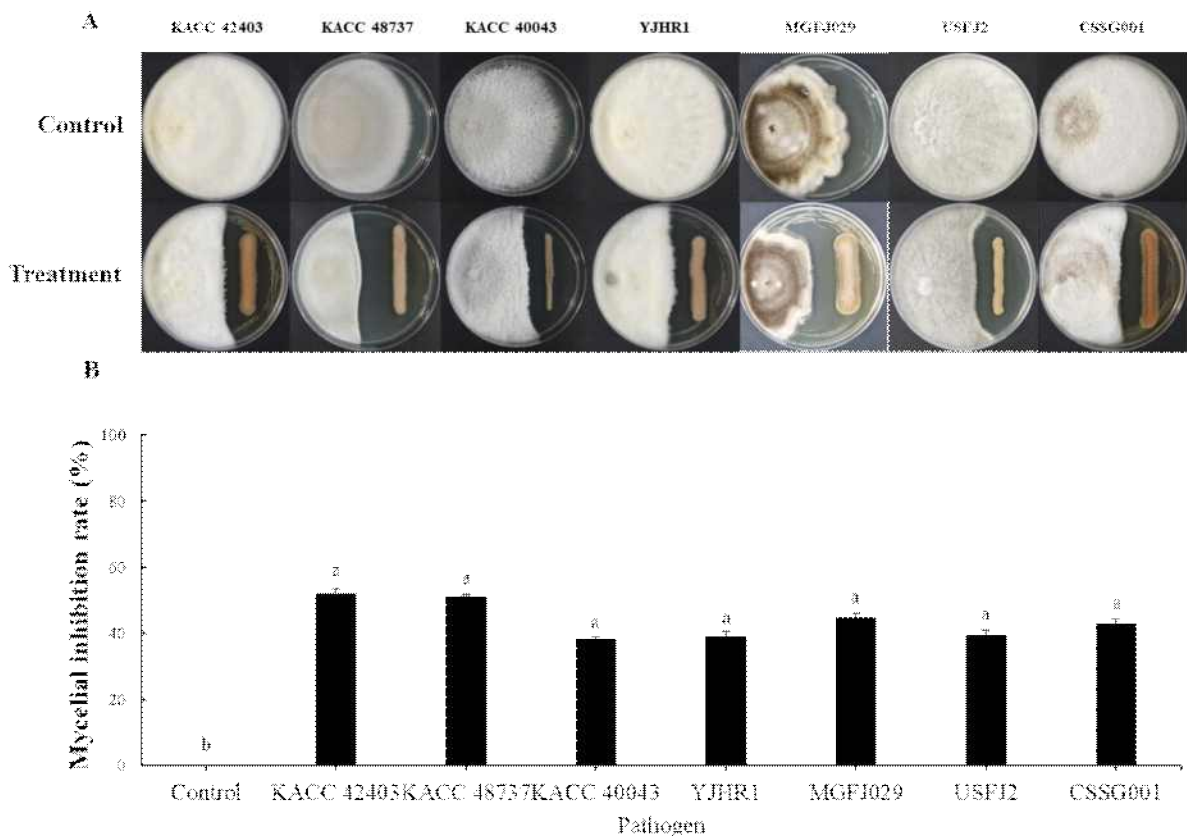 A
KACC 42403 KACC 48737 KACC 40043 YJHR1 MGFJ029 USFJ2 CSSG001
Control
Treatment
B
Mycelial inhibition rate (%)
100
80
60
40
20
0
a a a a a a a
b
Control KACC 42403 KACC 48737 KACC 40043 YJHR1 MGFJ029 USFJ2 CSSG001
Pathogen